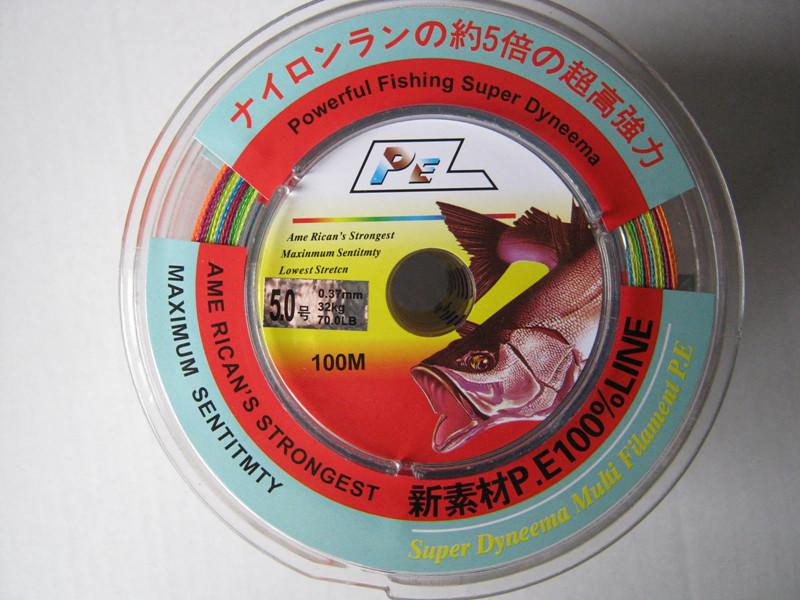 ナイロンランの約5倍の超高強力
Powerful Fishing Super Dyneema
PE
Ame Rican's Strongest
Maxinmum Sentitmty
Lowest Stretcn
5.0号
0.37mm
32kg
70.0LB
100M
AME RICAN'S STRONGEST
MAXIMUM SENTITMTY
新素材P.E100%LINE
Super Dyneema Multi Filament P.E